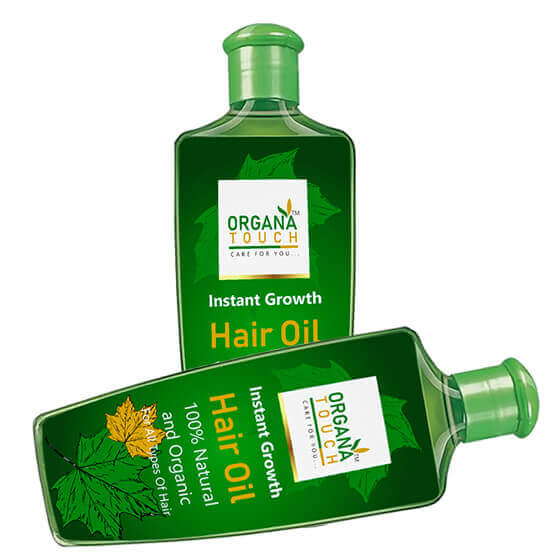 ORGANA
TM
TOUCH
CARE FOR YOU...
Instant Growth
Hair Oil
ORGANA
TM
TOUCH
CARE FOR YOU...
Instant Growth
Hair Oil
100% Natural
and Organic
For All Types Of Hair